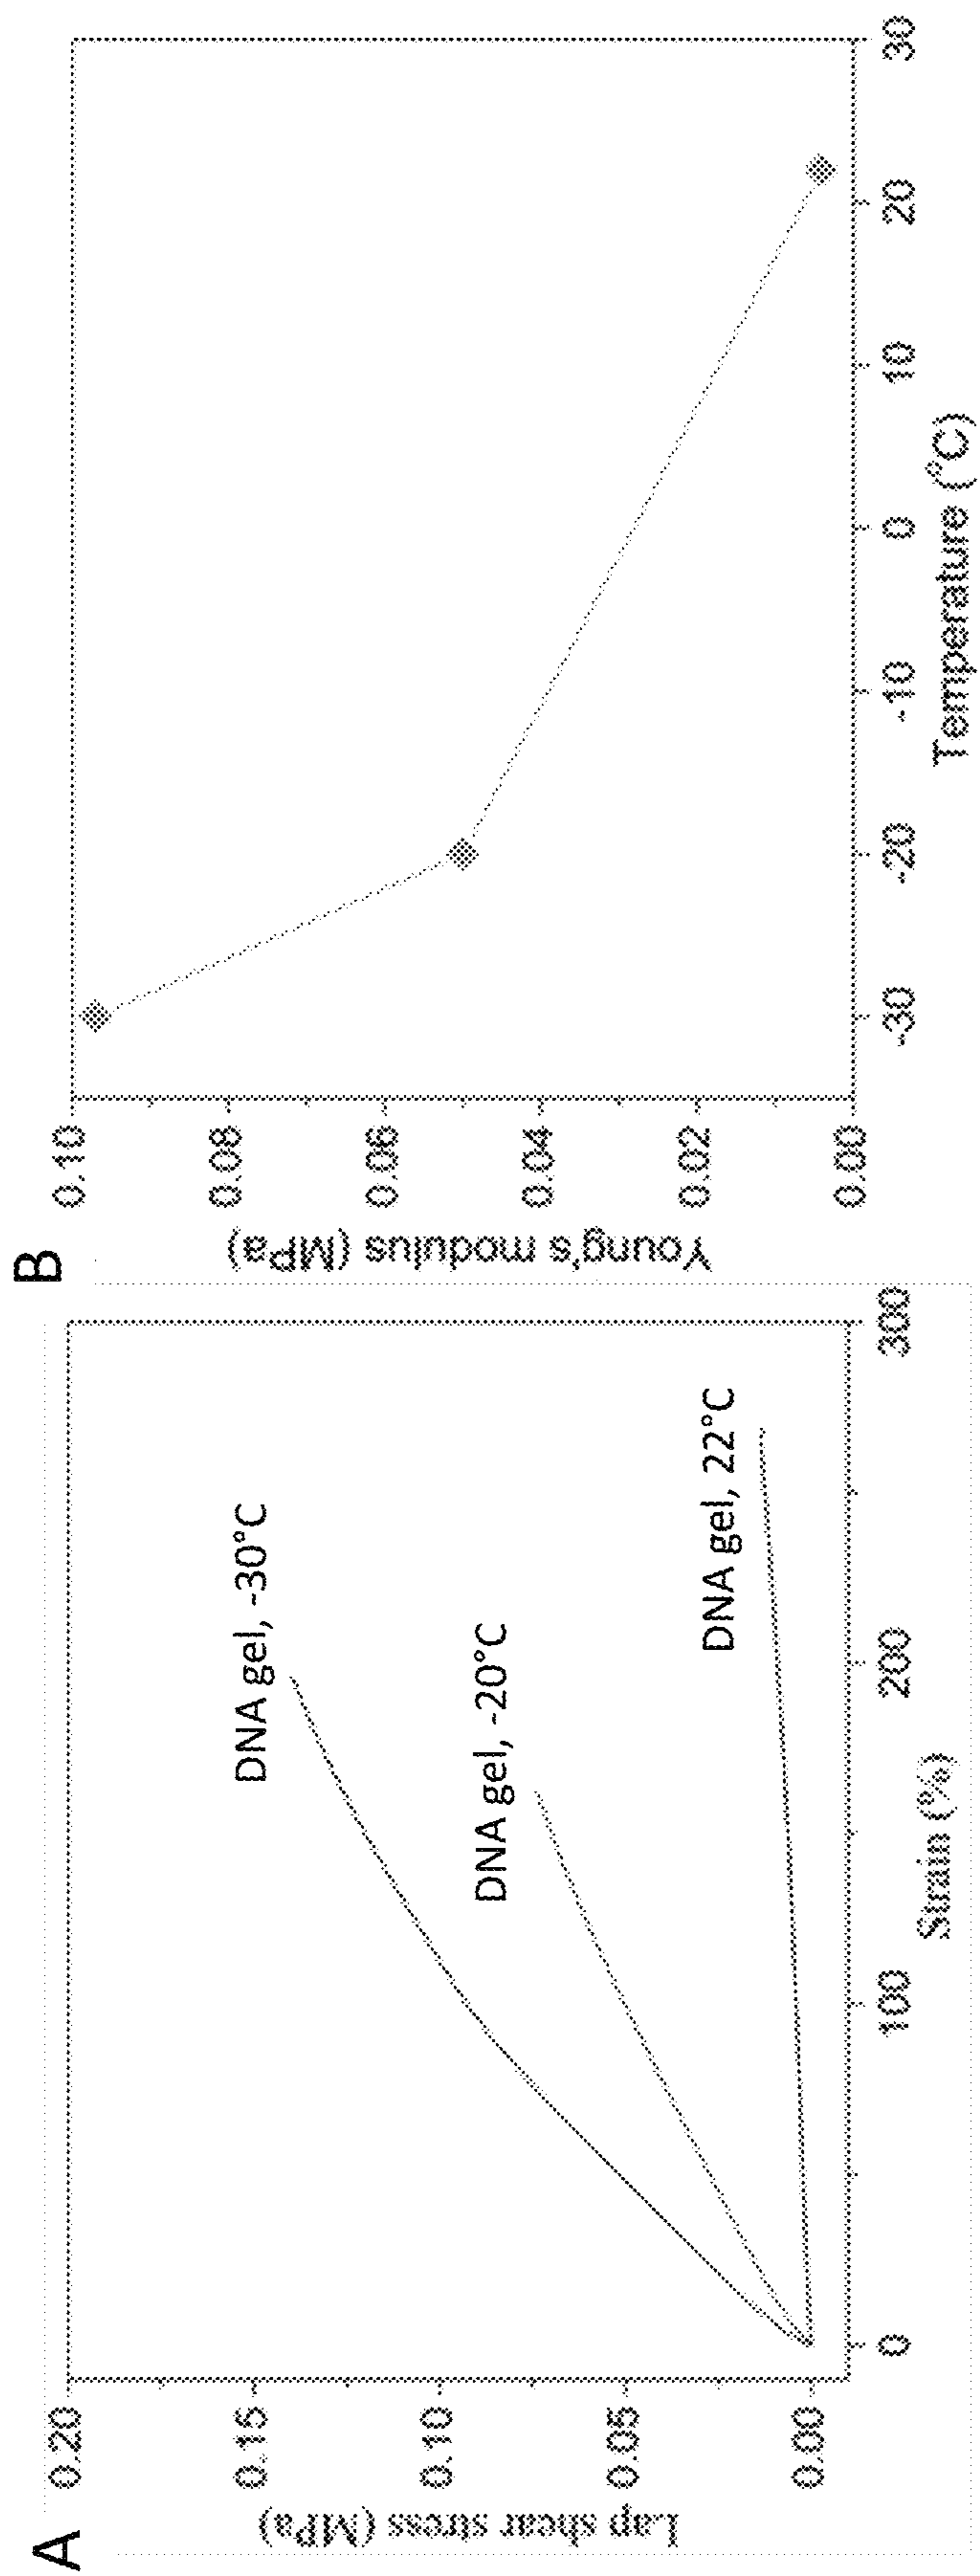 A
0.20
0.15
0.10
0.05
0.00
Lap shear stress (MPa)
DNA gel, -30°C
DNA gel, -20°C
DNA gel, 22°C
0
100
200
300
Strain (%)
B
0.10
0.08
0.06
0.04
0.02
0.00
Young's modulus (MPa)
-30
-20
-10
0
10
20
30
Temperature (°C)